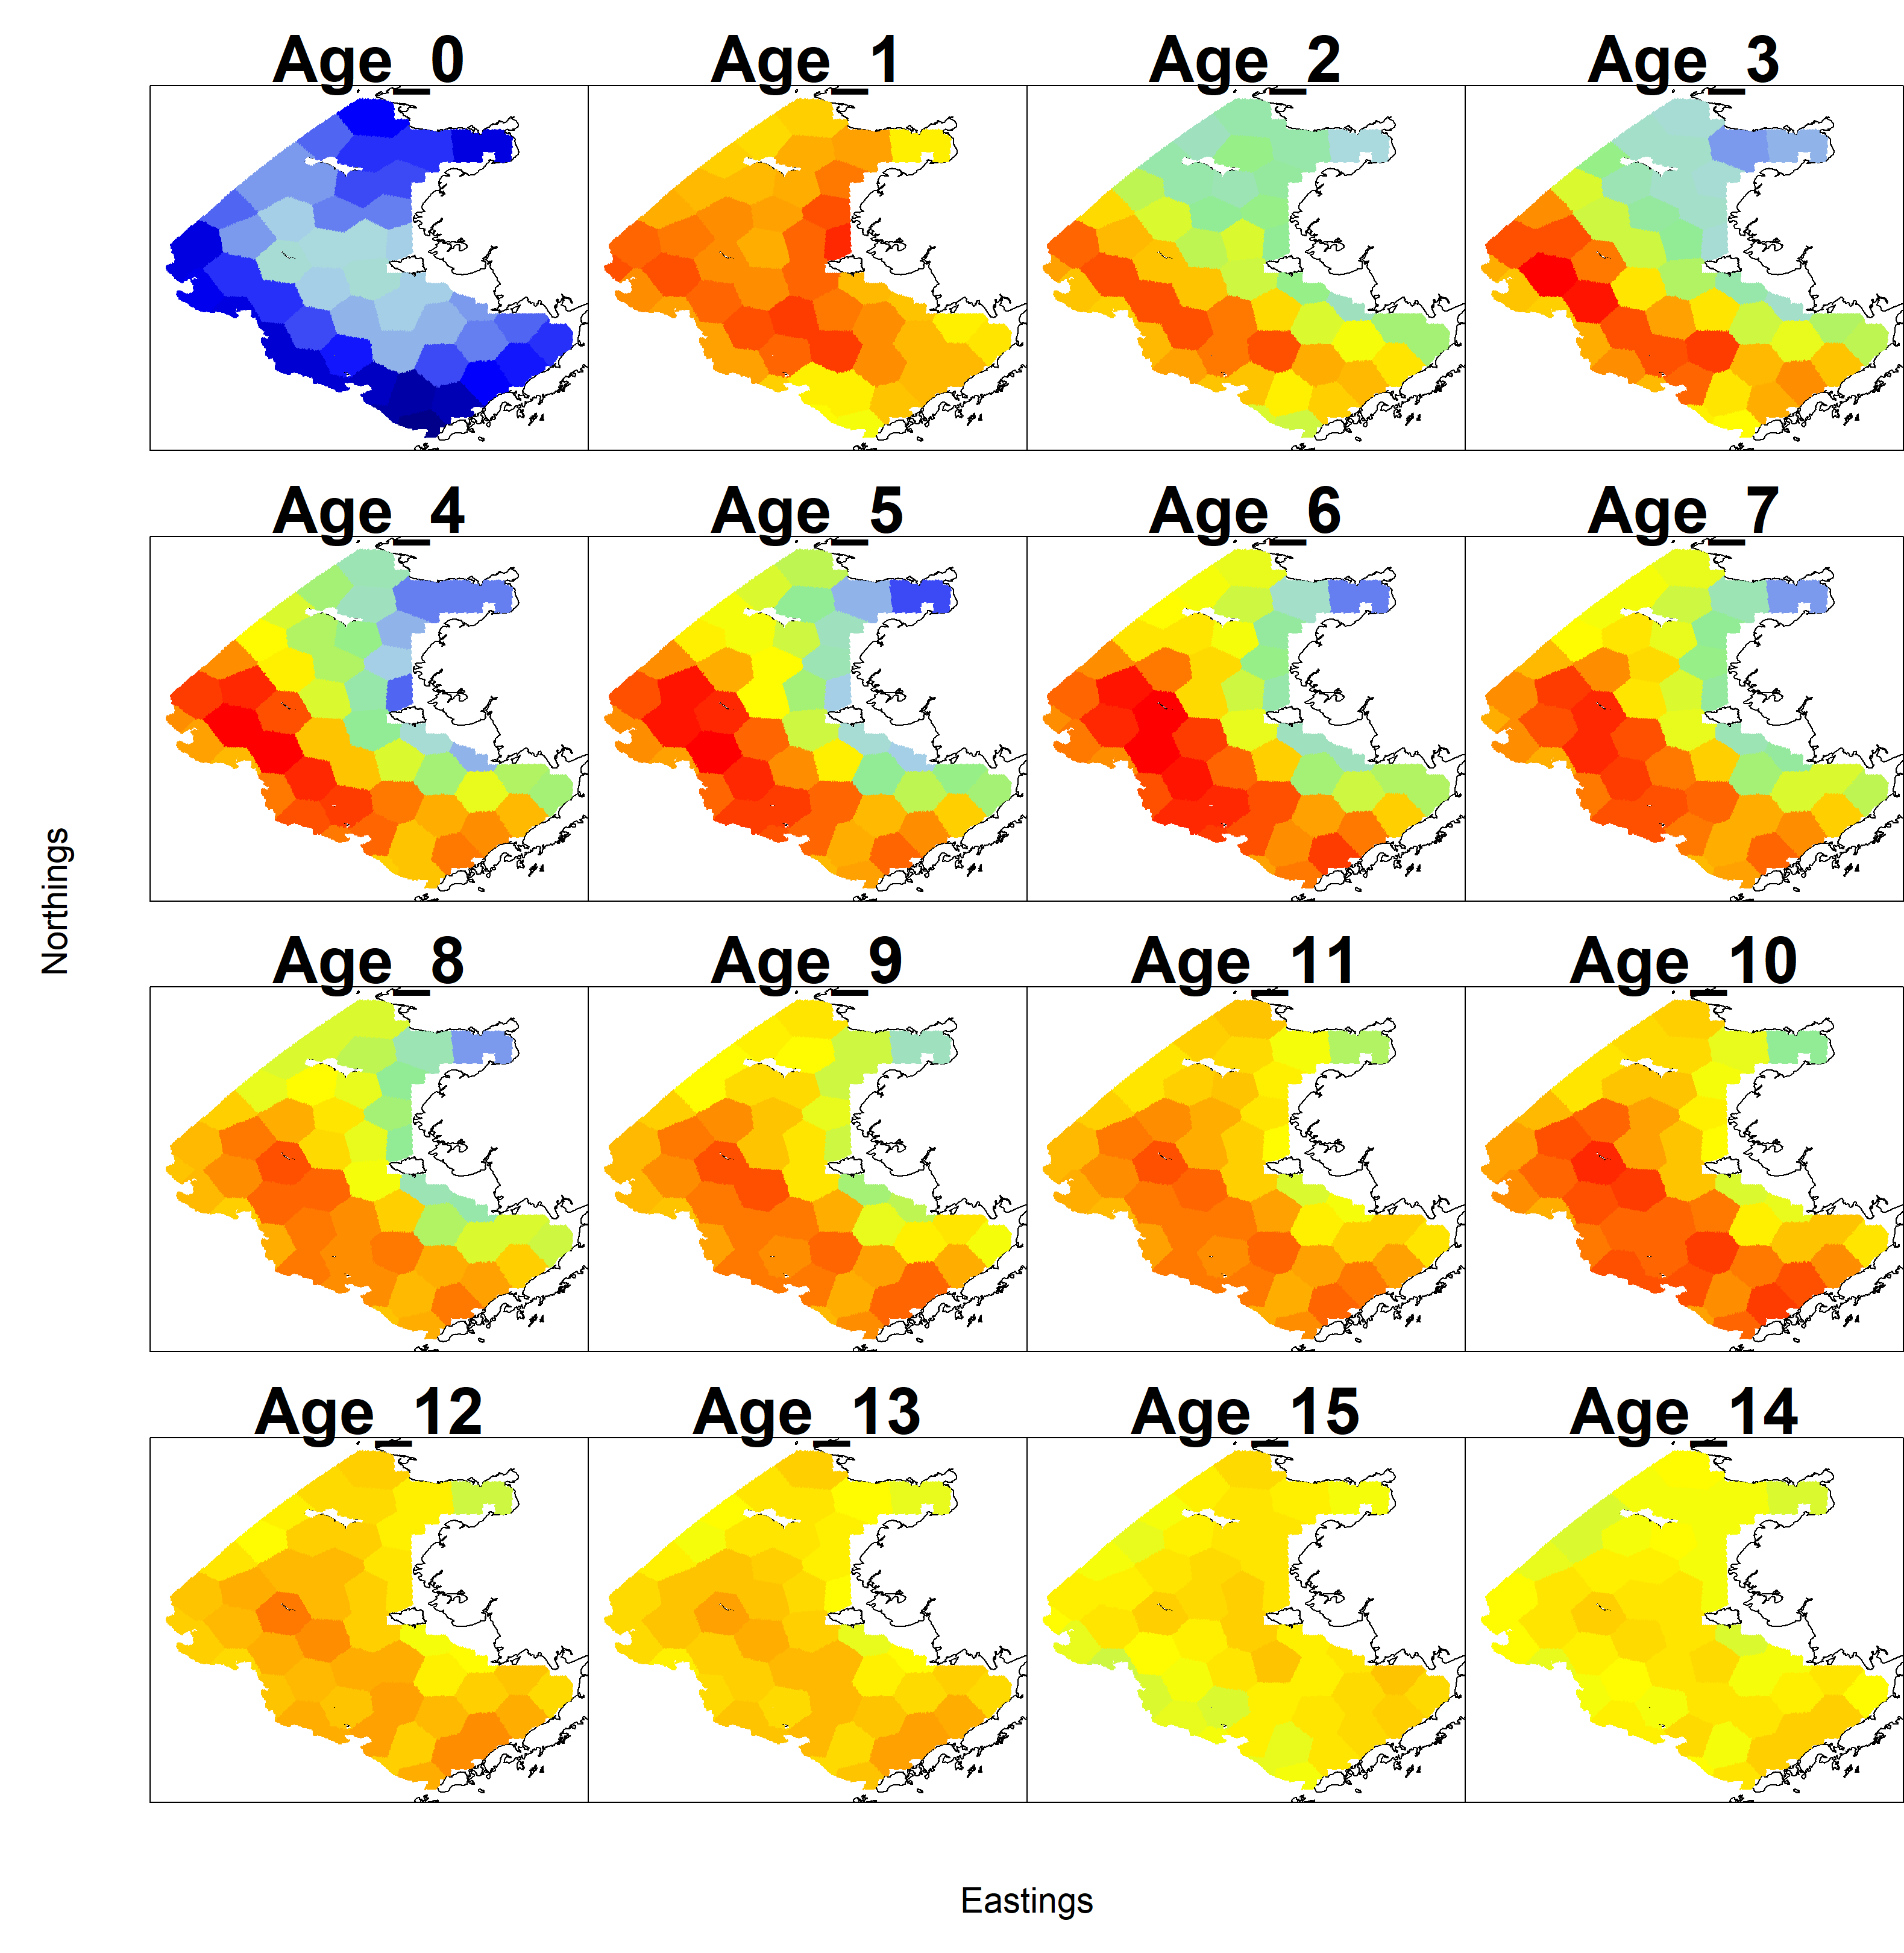 Age_0 Age_1 Age_2 Age_3
Age_4 Age_5 Age_6 Age_7
Northings
Age_8 Age_9 Age_11 Age_10
Age_12 Age_13 Age_15 Age_14
Eastings